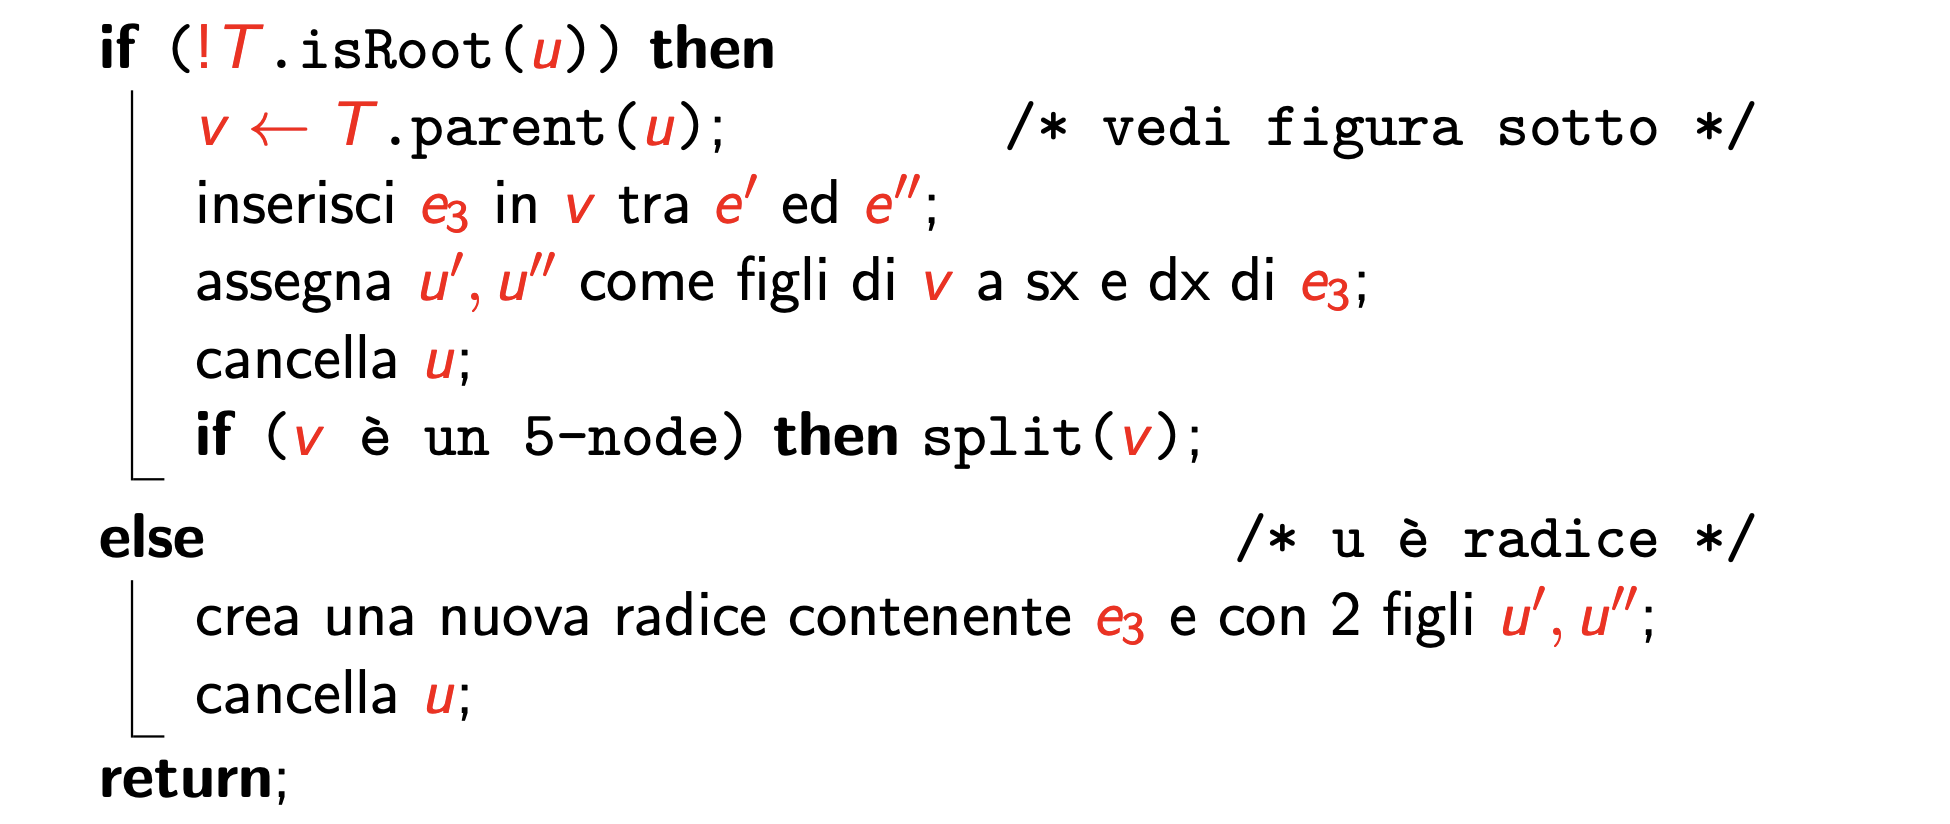 if (!T.isRoot(u)) then
v ← T.parent(u); /* vedi figura sotto */
inserisci e₃ in v tra e′ ed e″;
assegna u′, u″ come figli di v a sx e dx di e₃;
cancella u;
if (v è un 5-node) then split(v);
else /* u è radice */
crea una nuova radice contenente e₃ e con 2 figli u′, u″;
cancella u;
return;